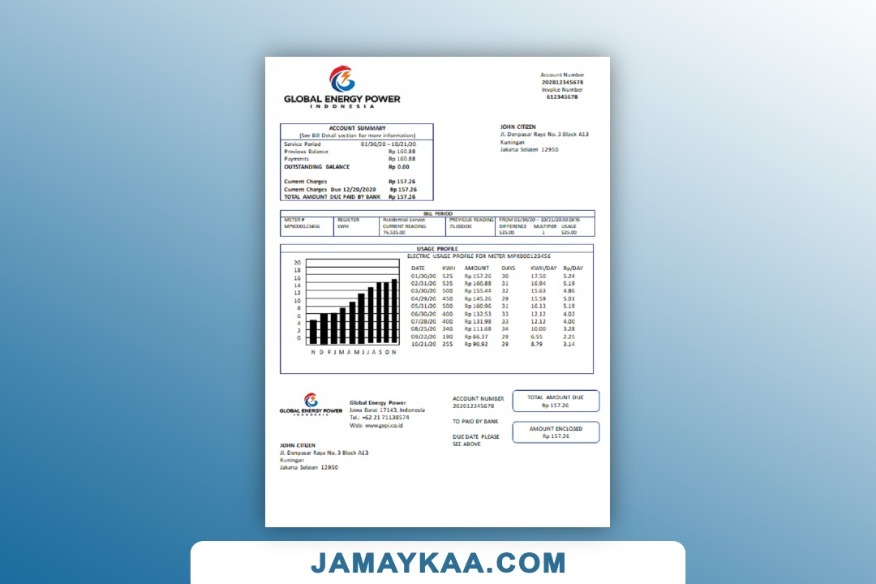 GLOBAL ENERGY POWER
INDONESIA
Account Number
202012345678
Invoice Number
612345678
JOHN CITIZEN
Jl. Denpasar Raya No.3 Block A13
Kuningan
Jakarta Selatan 12950
ACCOUNT SUMMARY
(See Bill Detail section for more information)
Service Period 01/30/20 – 10/21/20
Previous Balance Rp 160.88
Payments Rp 160.88
OUTSTANDING BALANCE Rp 0.00
Current Charges Rp 157.26
Current Charges Due 12/20/2020 Rp 157.26
TOTAL AMOUNT DUE PAID BY BANK Rp 157.26
BILL PERIOD
METER # REGISTER Residential Service PREVIOUS READING FROM 01/30/20 – 10/21/2020 DAYS
MPK000123456 KWH CURRENT READING 75.000.00 DIFFERENCE MULTIPLIER USAGE
76,525.00 525.00 1 525.00
USAGE PROFILE
ELECTRIC USAGE PROFILE FOR METER MPK000123456
20
18
16
14
12
10
8
6
4
2
0
N D F J M A M J J A S O N
DATE KWH AMOUNT DAYS KWH/DAY Rp/DAY
01/30/20 525 Rp 157.26 30 17.50 5.24
02/31/20 525 Rp 160.88 31 16.94 5.19
03/30/20 500 Rp 155.44 32 15.63 4.86
04/29/20 450 Rp 145.26 29 15.59 5.01
05/31/20 500 Rp 160.96 31 16.13 5.19
06/30/20 400 Rp 132.53 33 12.12 4.02
07/28/20 400 Rp 131.98 33 12.12 4.00
08/25/20 340 Rp 111.68 34 10.00 3.28
09/22/20 190 Rp 66.37 29 6.55 2.25
10/21/20 255 Rp 90.92 29 8.79 3.14
GLOBAL ENERGY POWER
INDONESIA
Global Energy Power
Jawa Barat 17143, Indonesia
Tel.: +62 21 71138574
Web: www.gepi.co.id
ACCOUNT NUMBER
202012345678
TO PAID BY BANK
DUE DATE PLEASE
SEE ABOVE
TOTAL AMOUNT DUE
Rp 157.26
AMOUNT ENCLOSED
Rp 157.26
JOHN CITIZEN
Jl. Denpasar Raya No.3 Block A13
Kuningan
Jakarta Selatan 12950
JAMAYKAA.COM